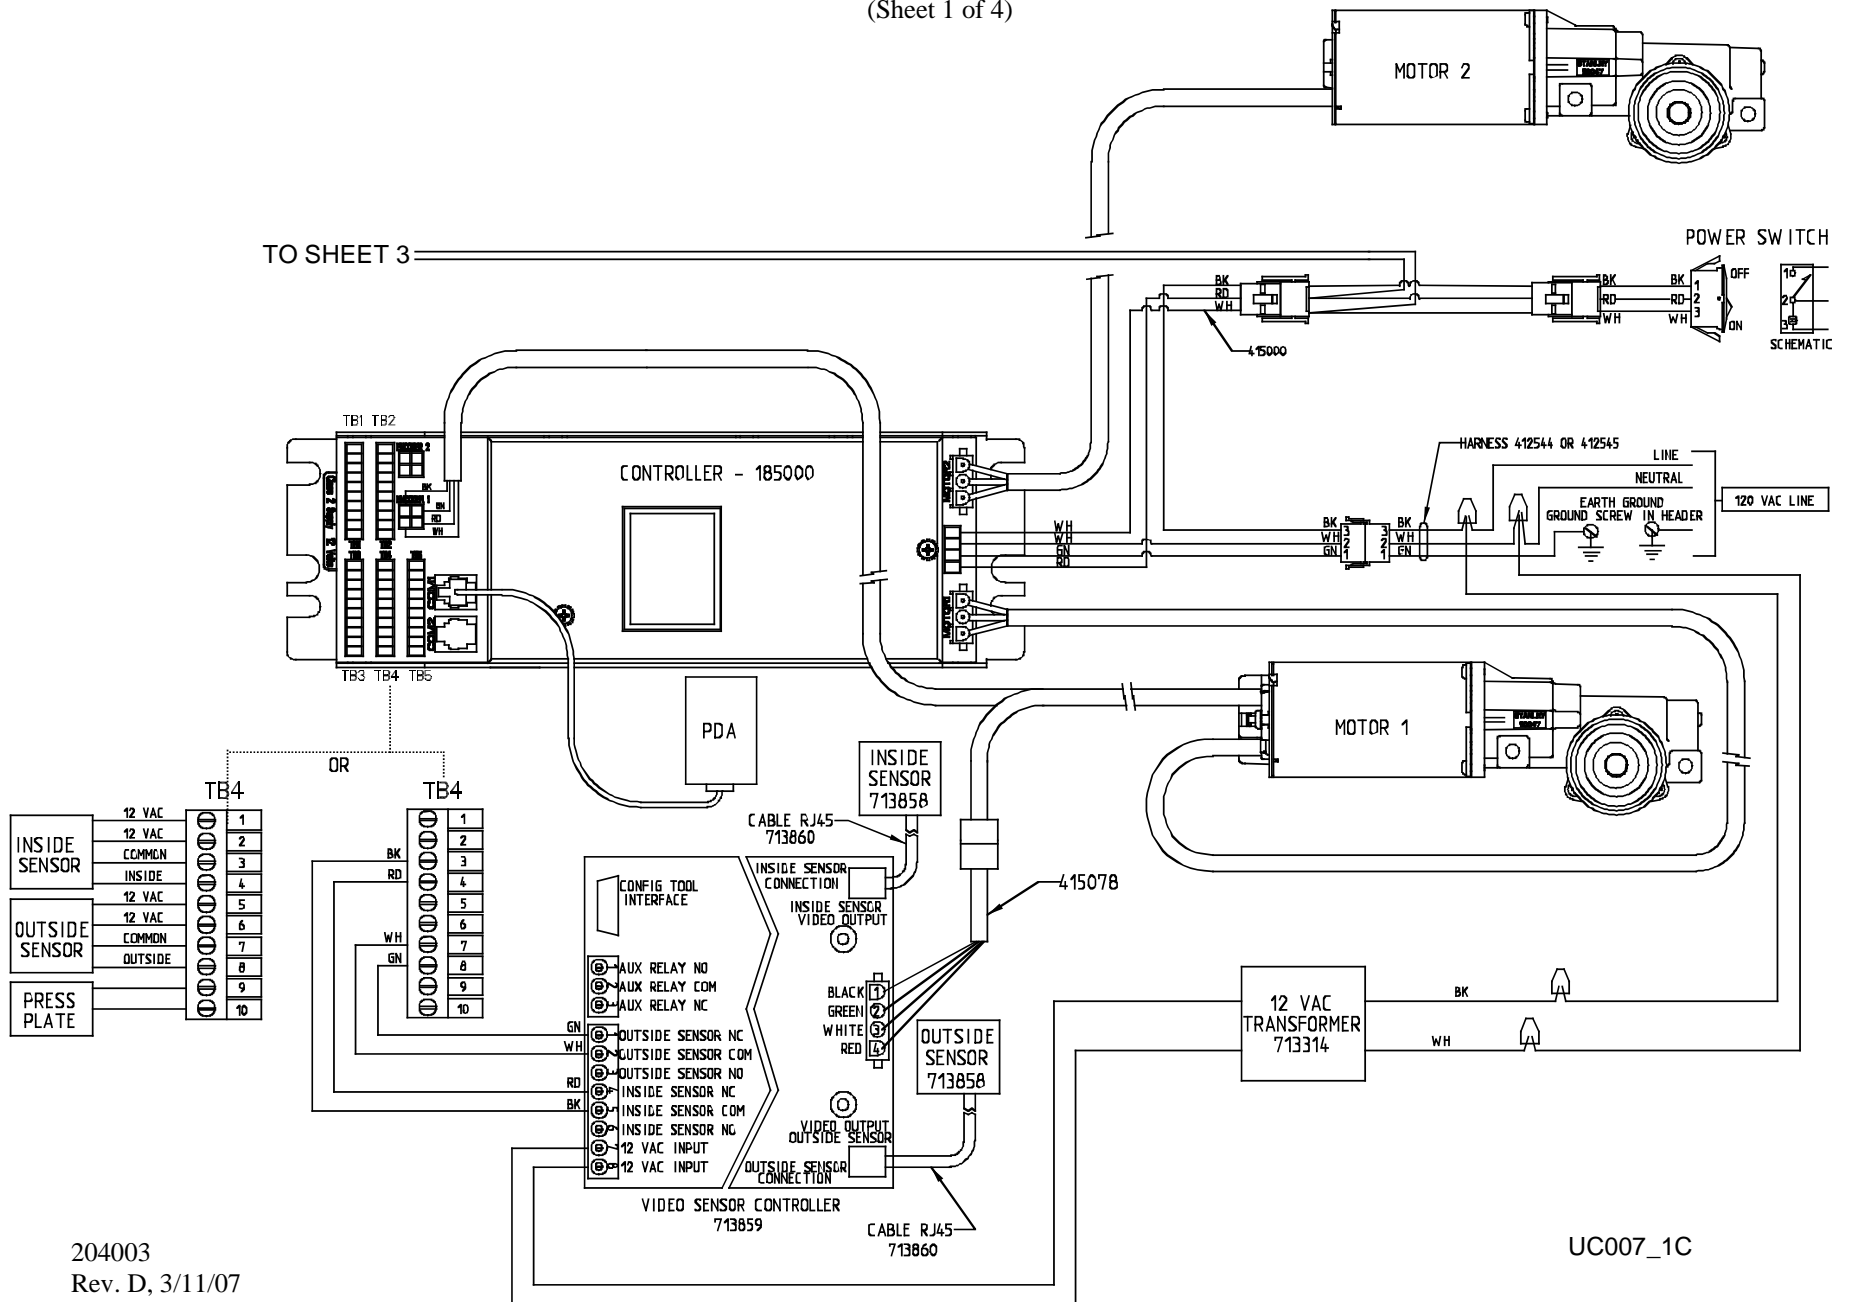 (Sheet 1 of 4)
MOTOR 2
TO SHEET 3
POWER SWITCH
BK
RD
WH
BK
RD
WH
BK
RD
WH
1
2
3
OFF
ON
1
2
3
SCHEMATIC
415000
TB1 TB2
CONTROLLER - 185000
BK
GN
RD
WH
COM1
COM2
MOTOR2
MOTOR1
WH
WH
GN
RD
BK
WH
GN
3
2
1
3
2
1
BK
WH
GN
HARNESS 412544 OR 412545
LINE
NEUTRAL
EARTH GROUND
GROUND SCREW IN HEADER
120 VAC LINE
TB3 TB4 TB5
PDA
MOTOR 1
OR
TB4
TB4
INSIDE
SENSOR
12 VAC
12 VAC
COMMON
INSIDE
OUTSIDE
SENSOR
12 VAC
12 VAC
COMMON
OUTSIDE
PRESS
PLATE
1
2
3
4
5
6
7
8
9
10
BK
RD
WH
GN
1
2
3
4
5
6
7
8
9
10
INSIDE
SENSOR
713858
CABLE RJ45
713860
CONFIG TOOL
INTERFACE
INSIDE SENSOR
CONNECTION
INSIDE SENSOR
VIDEO OUTPUT
415078
AUX RELAY NO
AUX RELAY COM
AUX RELAY NC
GN
WH
RD
BK
OUTSIDE SENSOR NC
OUTSIDE SENSOR COM
OUTSIDE SENSOR NO
INSIDE SENSOR NC
INSIDE SENSOR COM
INSIDE SENSOR NO
12 VAC INPUT
12 VAC INPUT
BLACK 1
GREEN 2
WHITE 3
RED 4
OUTSIDE
SENSOR
713858
VIDEO OUTPUT
OUTSIDE SENSOR
OUTSIDE SENSOR
CONNECTION
VIDEO SENSOR CONTROLLER
713859
CABLE RJ45
713860
12 VAC
TRANSFORMER
713314
BK
WH
204003
Rev. D, 3/11/07
UC007_1C